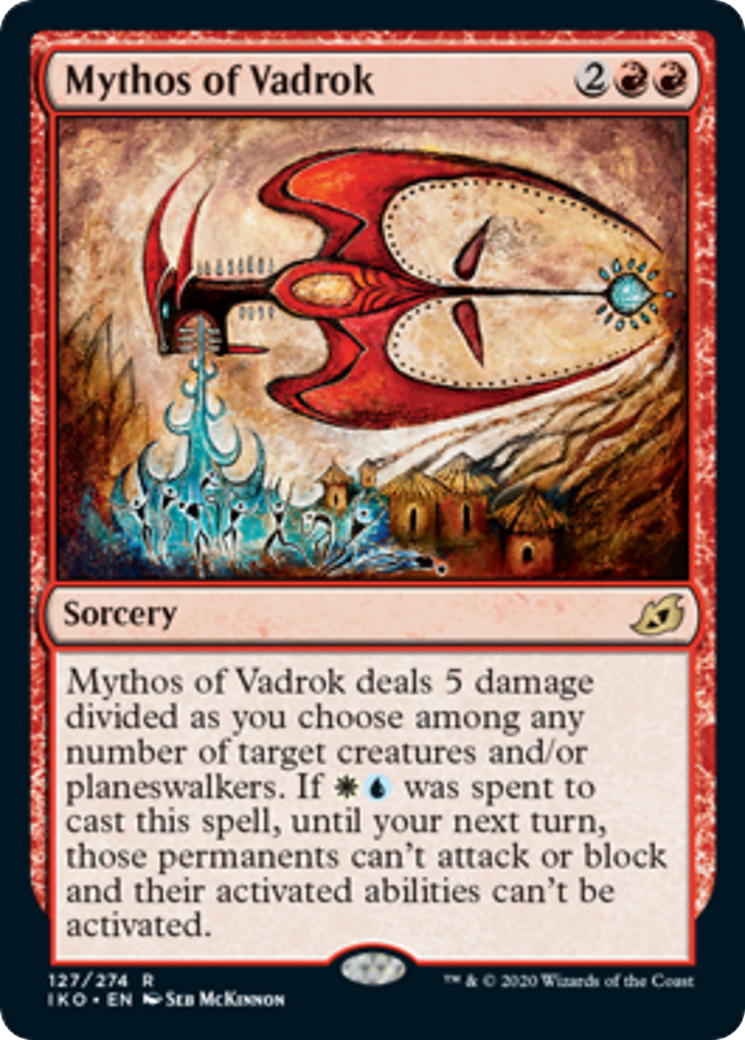 Mythos of Vadrok 2
Sorcery
Mythos of Vadrok deals 5 damage
divided as you choose among any
number of target creatures and/or
planeswalkers. If was spent to
cast this spell, until your next turn,
those permanents can't attack or block
and their activated abilities can't be
activated.
127/274 R
IKO • EN Seb McKinnon
™ & © 2020 Wizards of the Coast